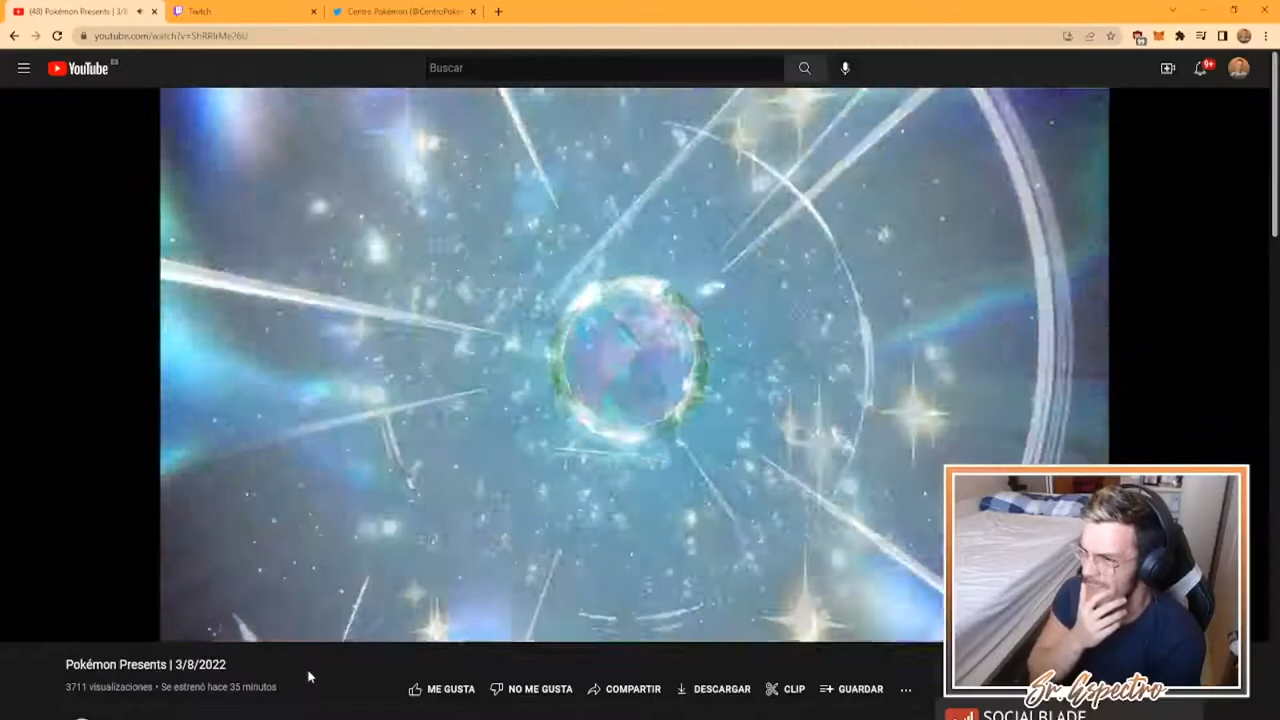 (48) Pokémon Presents | 3/8
Twitch
Centro Pokémon (@CentroPoke
youtube.com/watch?v=ShRRlrMe26U
YouTube ES
Buscar
9+
Pokémon Presents | 3/8/2022
3711 visualizaciones • Se estrenó hace 35 minutos
ME GUSTA
NO ME GUSTA
COMPARTIR
DESCARGAR
CLIP
GUARDAR
Sr. Espectro
SOCIALBLADE